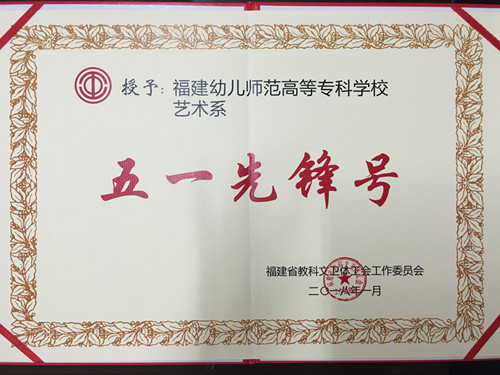 授予：福建幼儿师范高等专科学校
艺术系
五一先锋号
福建省教科文卫体工会工作委员会
二〇一八年一月